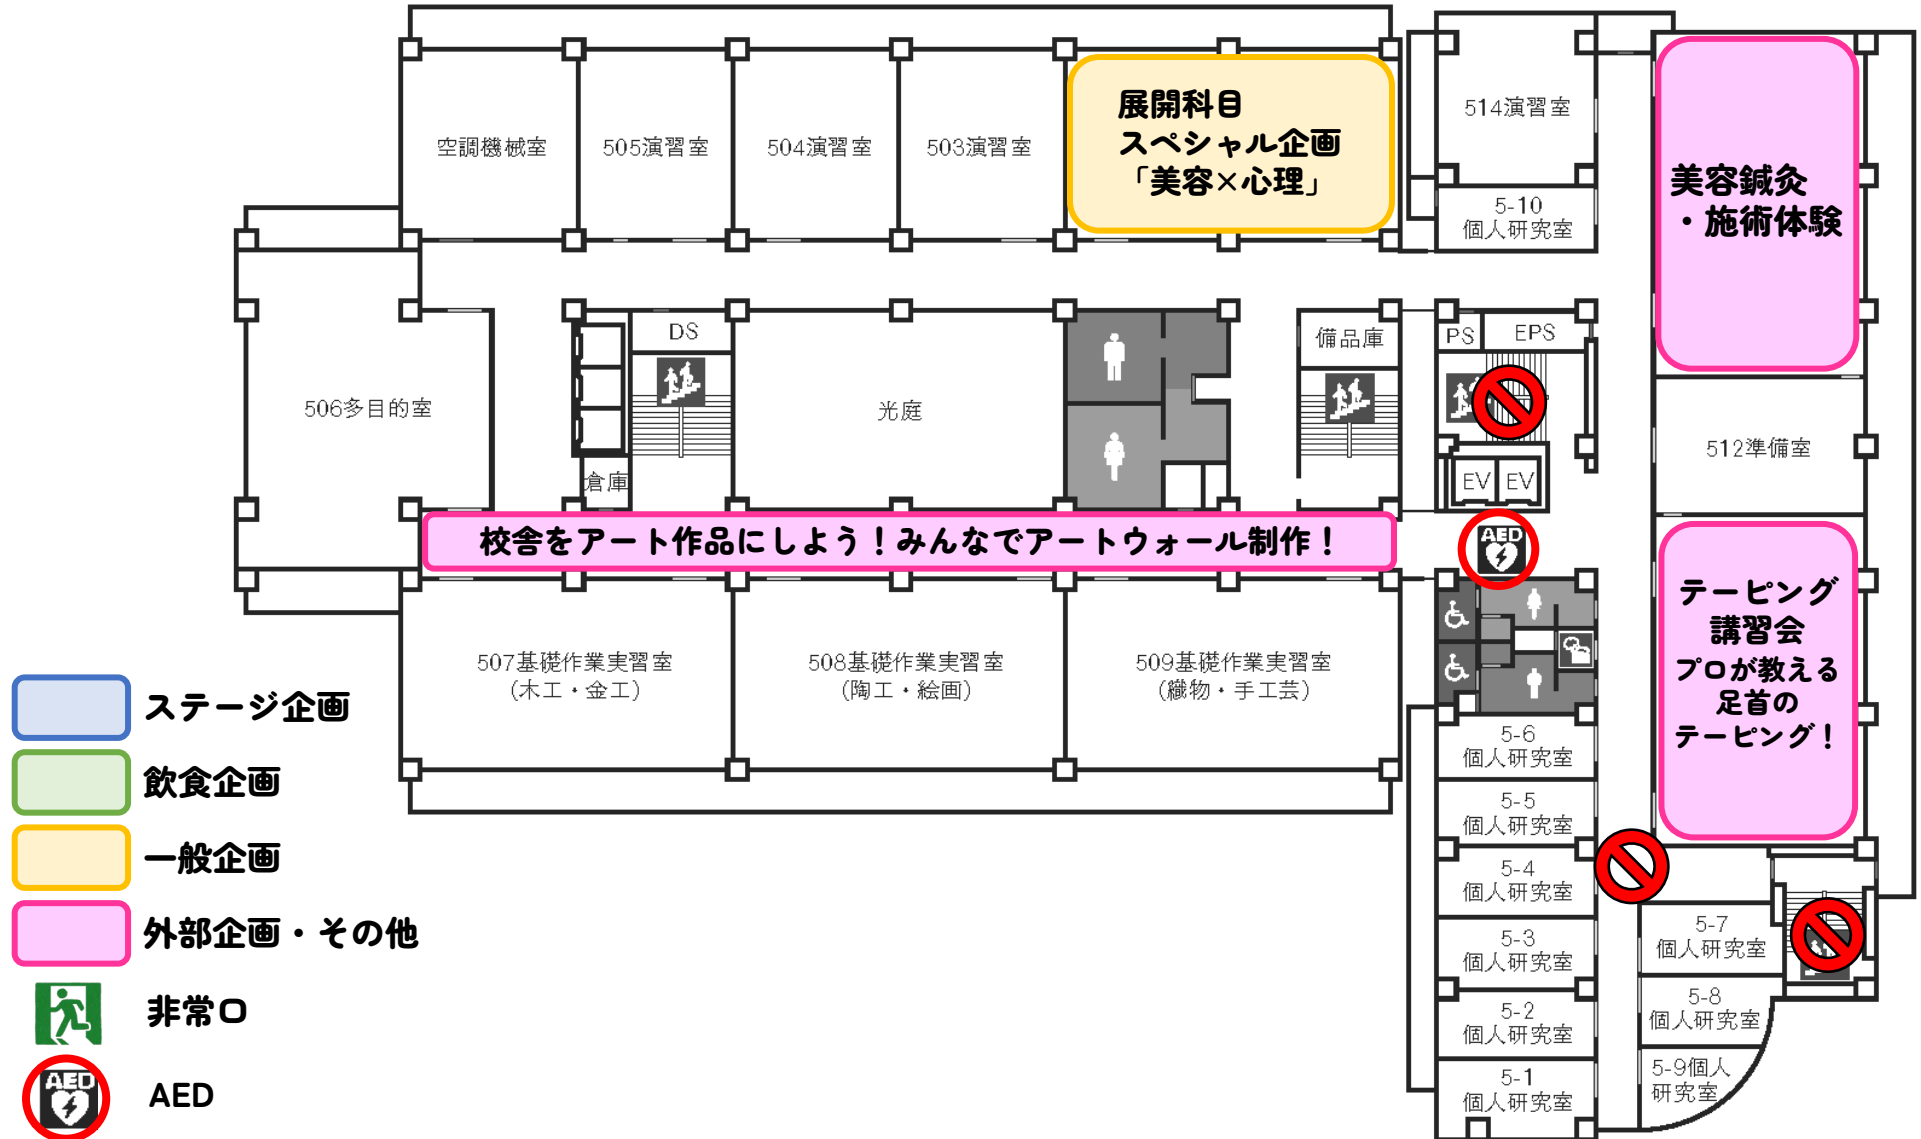 展開科目
スペシャル企画
「美容×心理」
空調機械室
505演習室
504演習室
503演習室
514演習室
5-10
個人研究室
美容鍼灸
・施術体験
DS
備品庫
PS
EPS
506多目的室
光庭
倉庫
EV
EV
512準備室
校舎をアート作品にしよう！みんなでアートウォール制作！
AED
テーピング
講習会
プロが教える
足首の
テーピング！
507基礎作業実習室
(木工・金工)
508基礎作業実習室
(陶工・絵画)
509基礎作業実習室
(織物・手工芸)
5-6
個人研究室
5-5
個人研究室
5-4
個人研究室
5-3
個人研究室
5-2
個人研究室
5-1
個人研究室
5-7
個人研究室
5-8
個人研究室
5-9個人
研究室
ステージ企画
飲食企画
一般企画
外部企画・その他
非常口
AED
AED